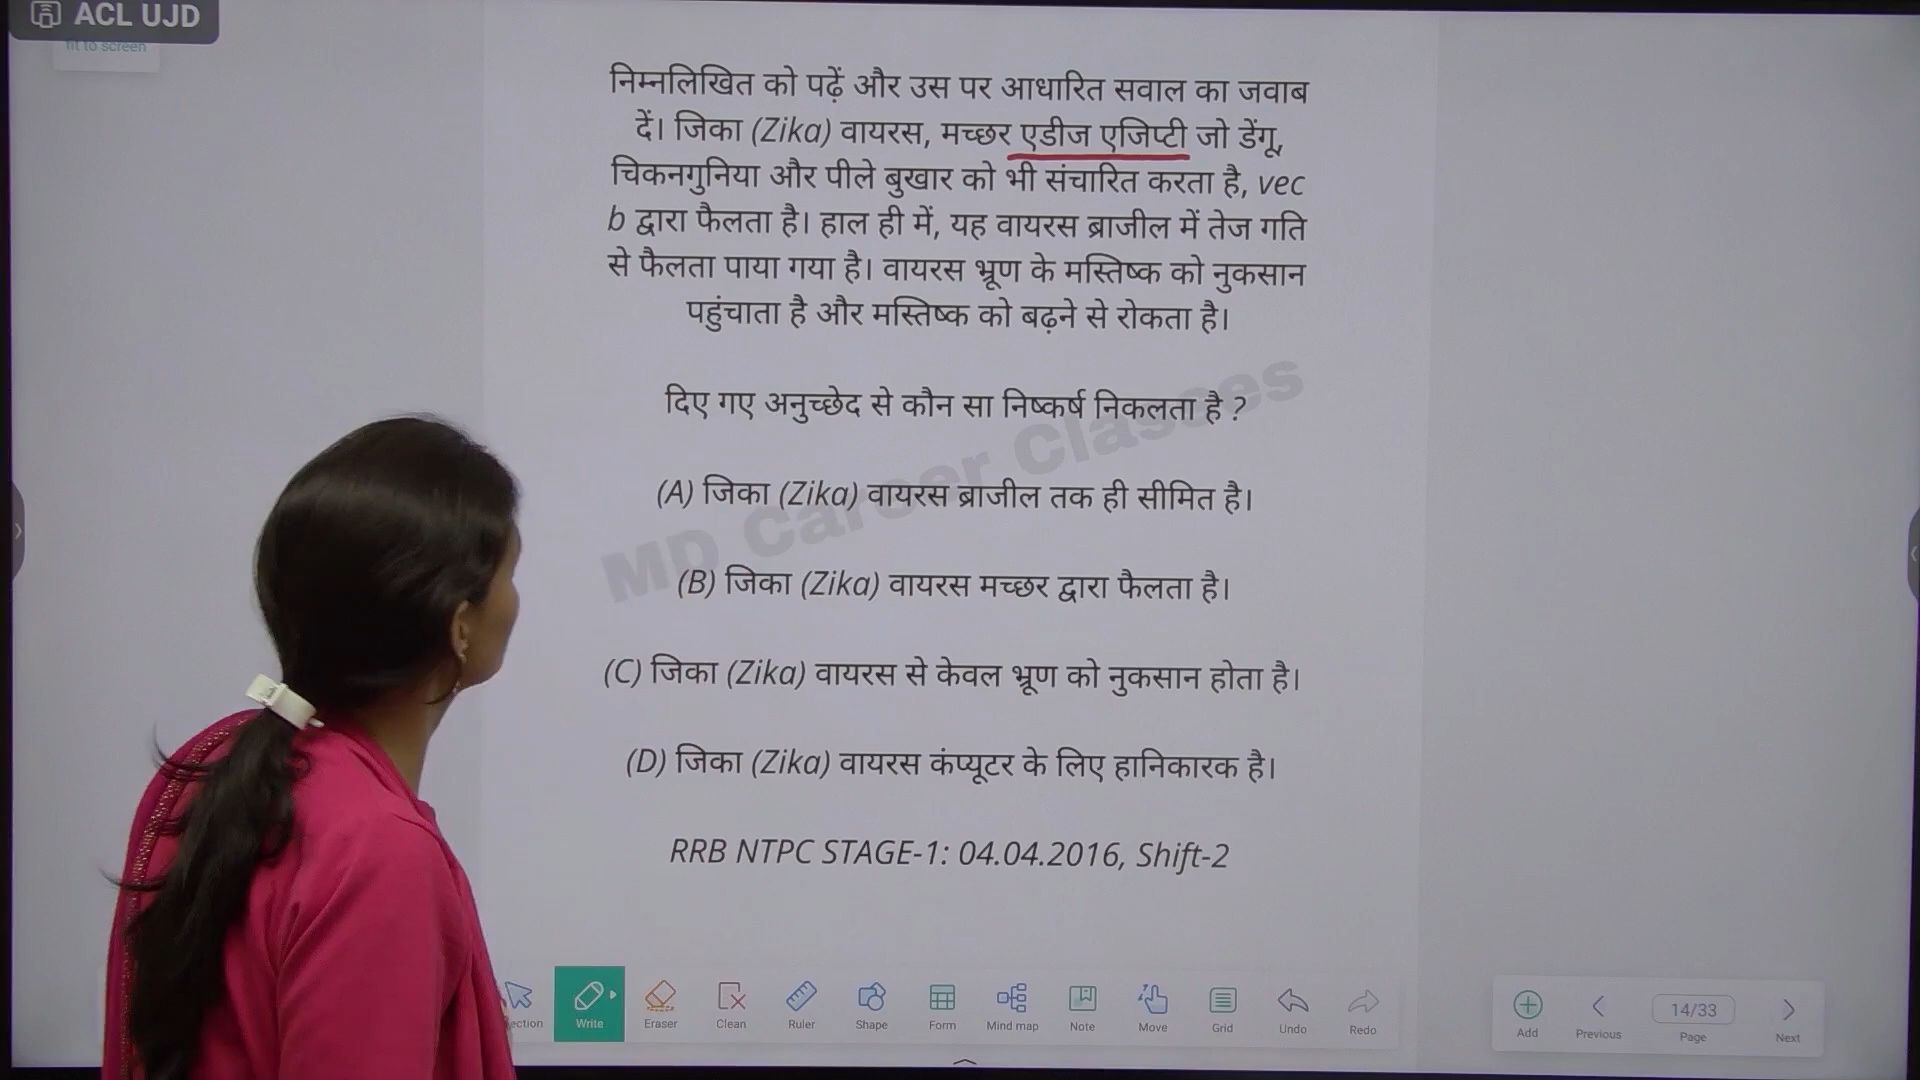 ACL UJD
fit to screen
निम्नलिखित को पढ़ें और उस पर आधारित सवाल का जवाब
दें। जिका (Zika) वायरस, मच्छर एडीज एजिप्टी जो डेंगू,
चिकनगुनिया और पीले बुखार को भी संचारित करता है, vec
b द्वारा फैलता है। हाल ही में, यह वायरस ब्राजील में तेज गति
से फैलता पाया गया है। वायरस भ्रूण के मस्तिष्क को नुकसान
पहुंचाता है और मस्तिष्क को बढ़ने से रोकता है।
दिए गए अनुच्छेद से कौन सा निष्कर्ष निकलता है ?
(A) जिका (Zika) वायरस ब्राजील तक ही सीमित है।
(B) जिका (Zika) वायरस मच्छर द्वारा फैलता है।
(C) जिका (Zika) वायरस से केवल भ्रूण को नुकसान होता है।
(D) जिका (Zika) वायरस कंप्यूटर के लिए हानिकारक है।
RRB NTPC STAGE-1: 04.04.2016, Shift-2
MD Career Classes
ection Write Eraser Clean Ruler Shape Form Mind map Note Move Grid Undo Redo
Add Previous 14/33 Page Next